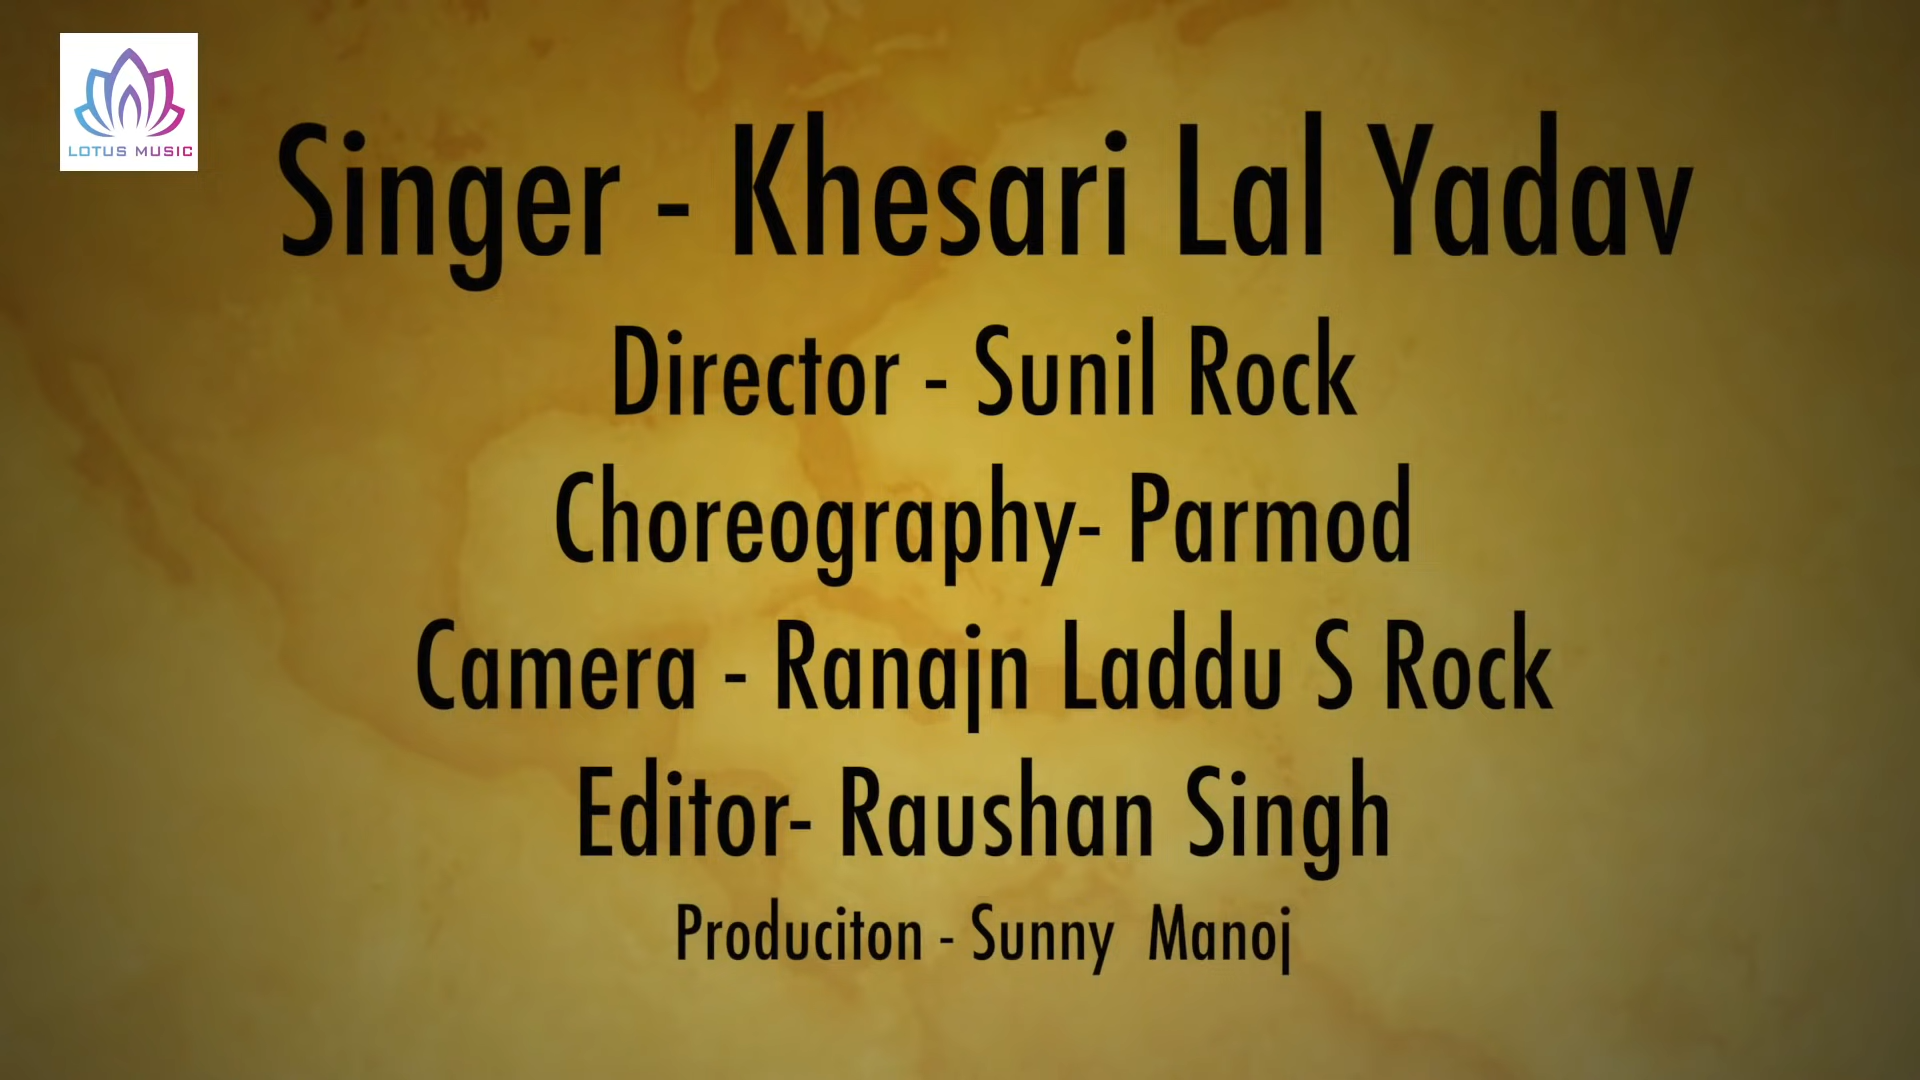 LOTUS MUSIC
Singer - Khesari Lal Yadav
Director - Sunil Rock
Choreography- Parmod
Camera - Ranajn Laddu S Rock
Editor- Raushan Singh
Produciton - Sunny  Manoj